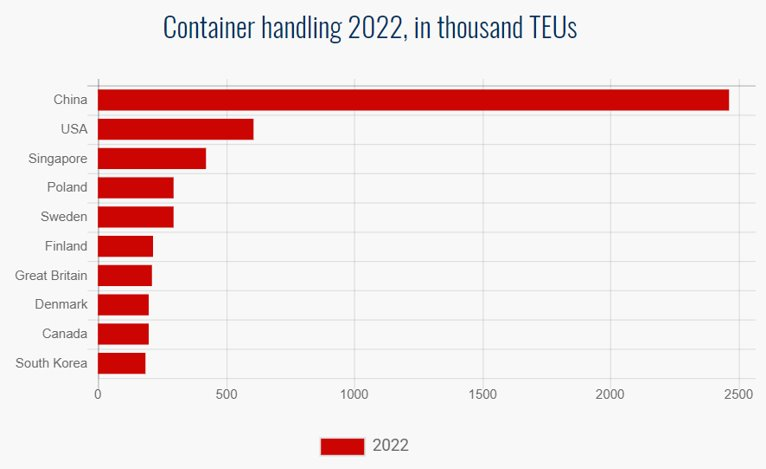 Container handling 2022, in thousand TEUs
China
USA
Singapore
Poland
Sweden
Finland
Great Britain
Denmark
Canada
South Korea
0 500 1000 1500 2000 2500
2022